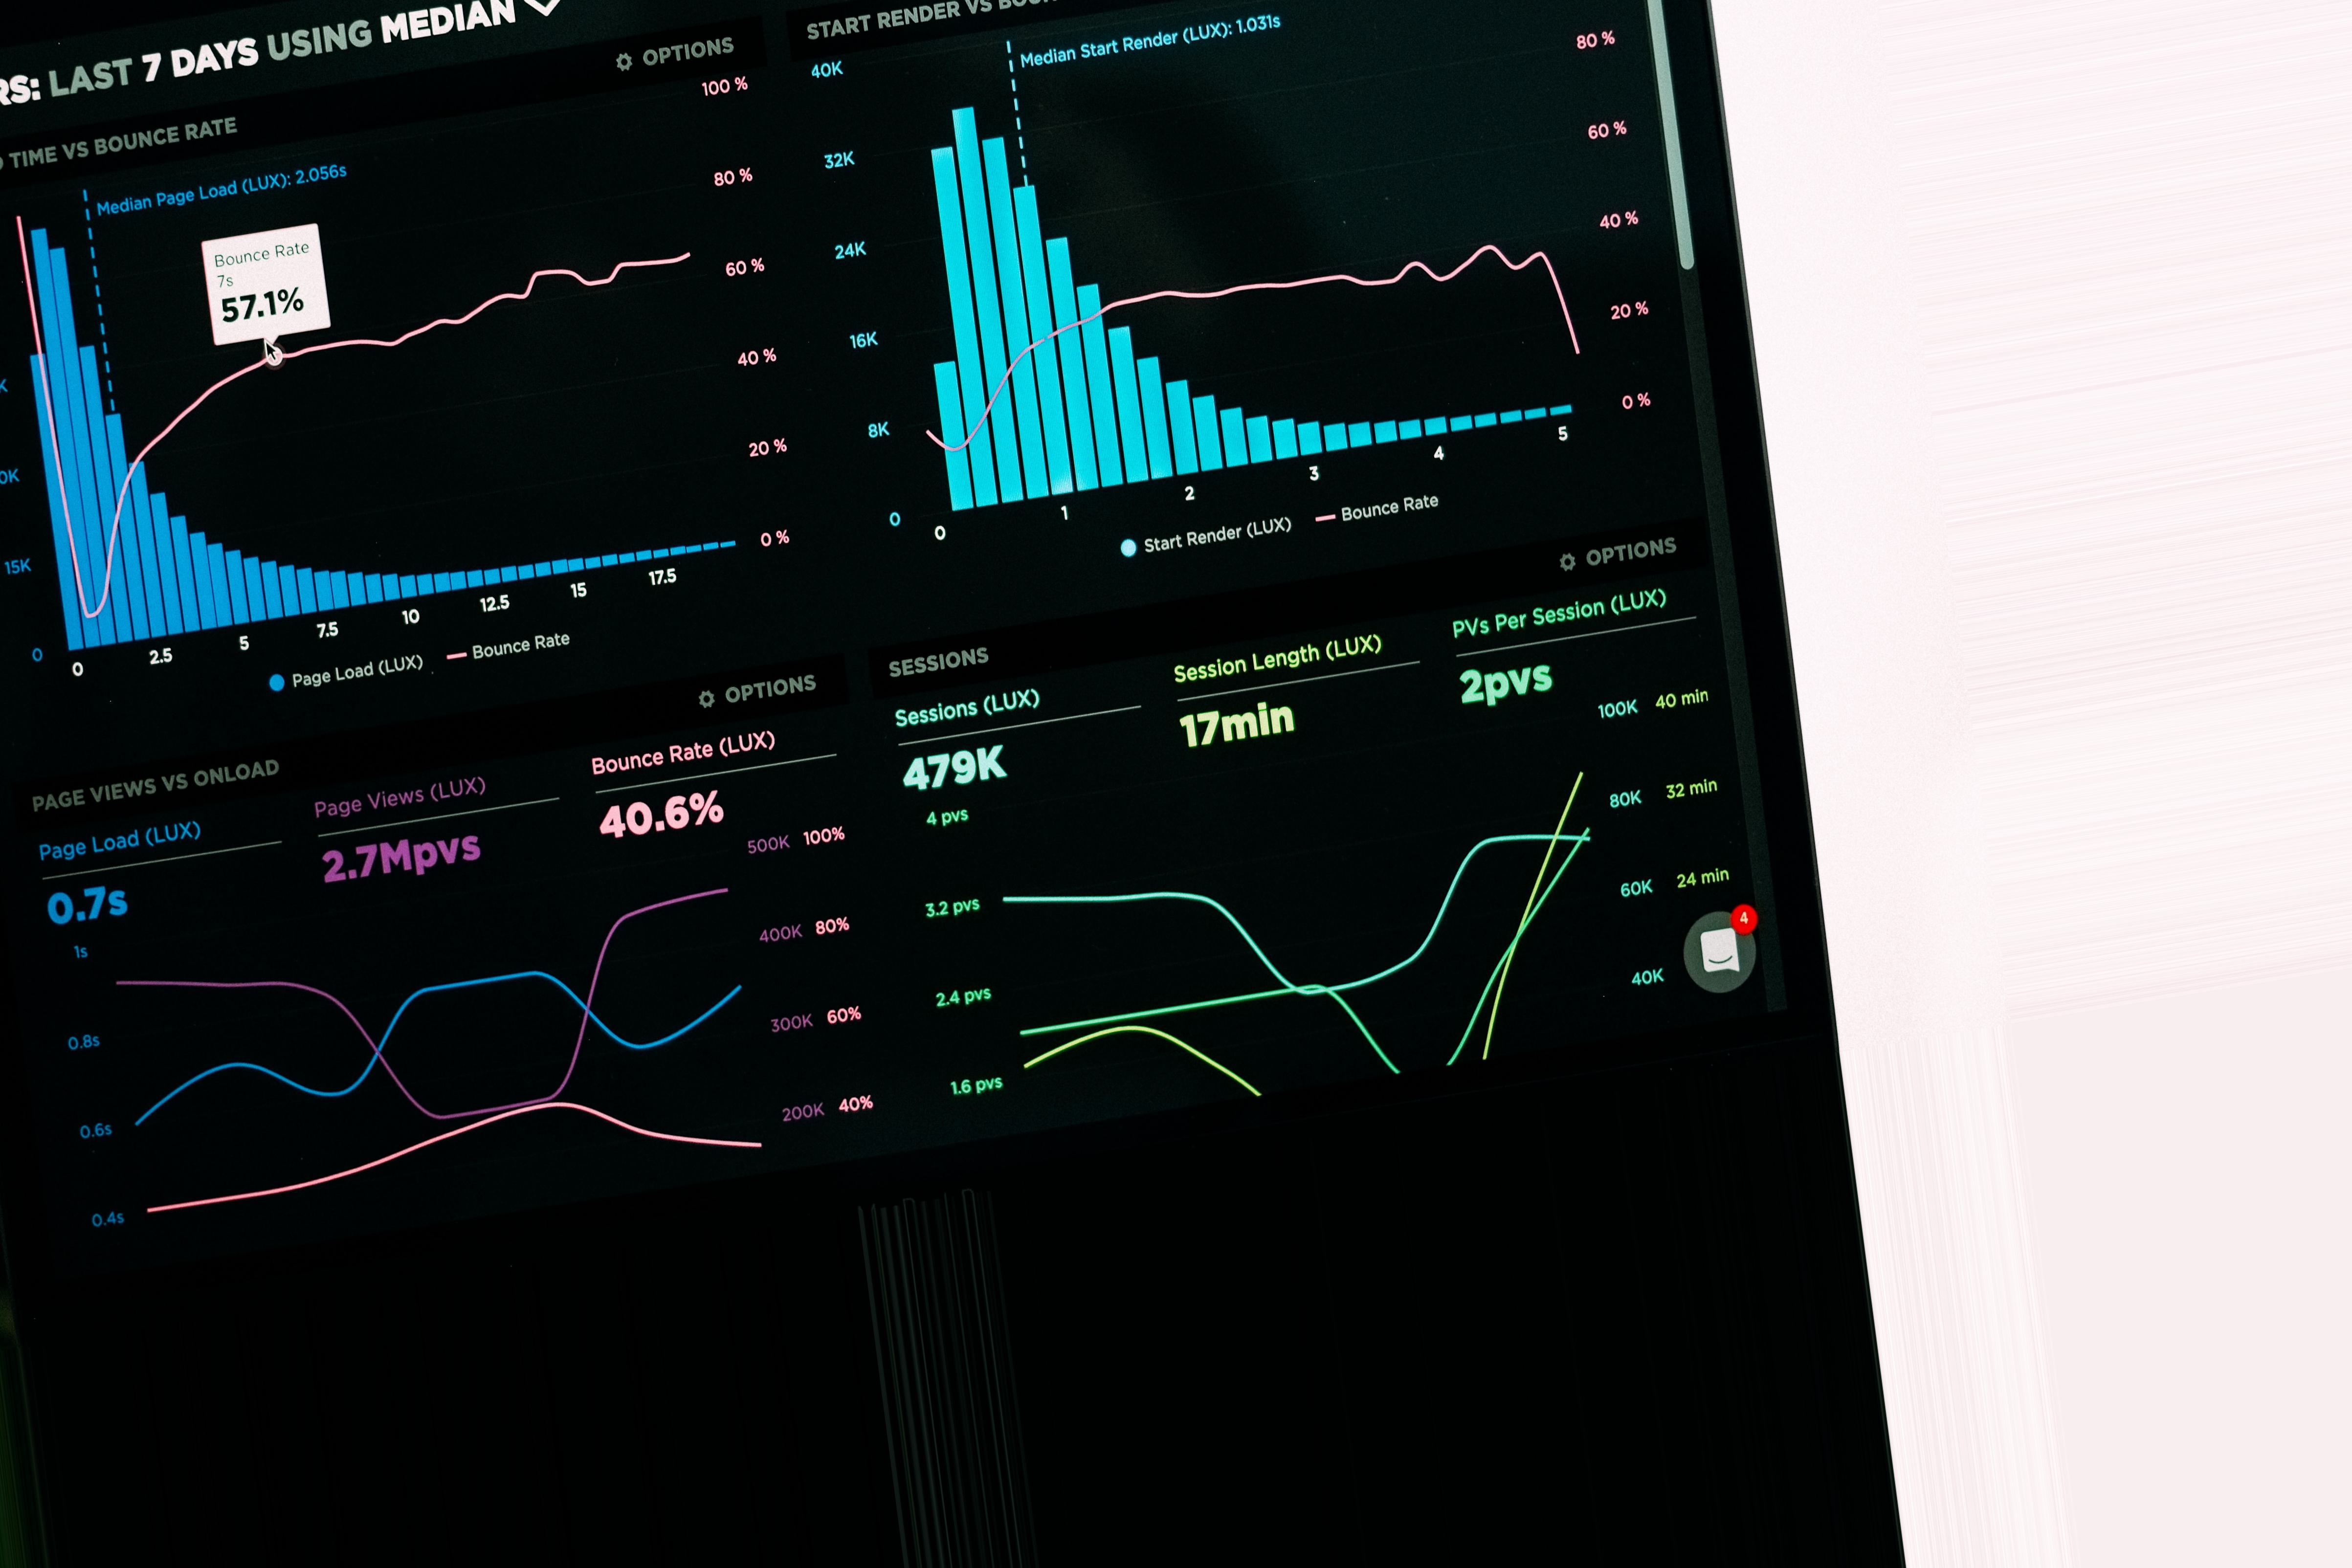 RS: LAST 7 DAYS USING MEDIAN
OPTIONS
TIME VS BOUNCE RATE
100 %
Median Page Load (LUX): 2.056s
80 %
Bounce Rate
7s
57.1%
60 %
K
40 %
0K
20 %
15K
0 %
0
0
2.5
5
7.5
10
12.5
15
17.5
Page Load (LUX)
Bounce Rate
START RENDER VS
Median Start Render (LUX): 1.031s
40K
80 %
32K
60 %
24K
40 %
16K
20 %
8K
0 %
0
0
1
2
3
4
5
Start Render (LUX)
Bounce Rate
OPTIONS
PAGE VIEWS VS ONLOAD
Page Load (LUX)
0.7s
Page Views (LUX)
2.7Mpvs
Bounce Rate (LUX)
40.6%
1s
500K 100%
0.8s
400K 80%
0.6s
300K 60%
0.4s
200K 40%
OPTIONS
SESSIONS
Sessions (LUX)
479K
Session Length (LUX)
17min
PVs Per Session (LUX)
2pvs
4 pvs
100K 40 min
3.2 pvs
80K 32 min
2.4 pvs
60K 24 min
1.6 pvs
40K
4